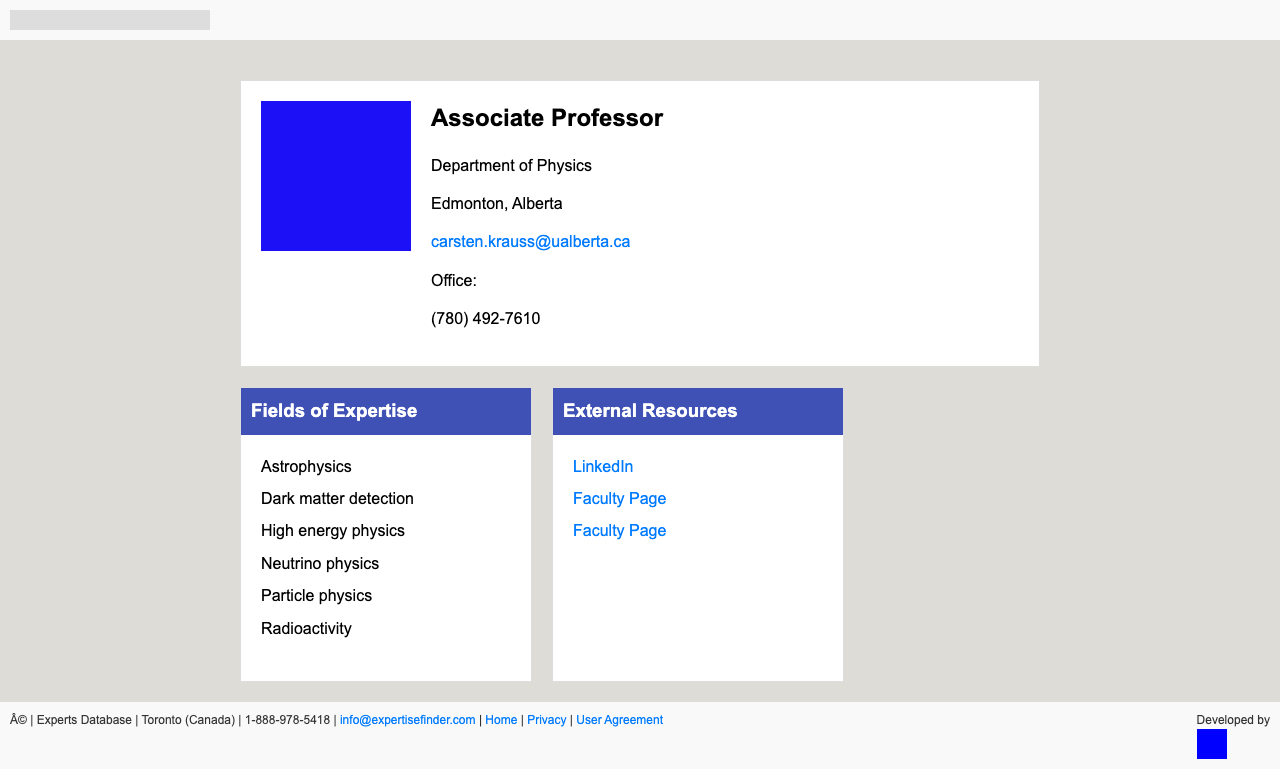 Associate Professor
Department of Physics
Edmonton, Alberta
carsten.krauss@ualberta.ca
Office:
(780) 492-7610
Fields of Expertise
Astrophysics
Dark matter detection
High energy physics
Neutrino physics
Particle physics
Radioactivity
External Resources
LinkedIn
Faculty Page
Faculty Page
Â© | Experts Database | Toronto (Canada) | 1-888-978-5418 | info@expertisefinder.com | Home | Privacy | User Agreement
Developed by